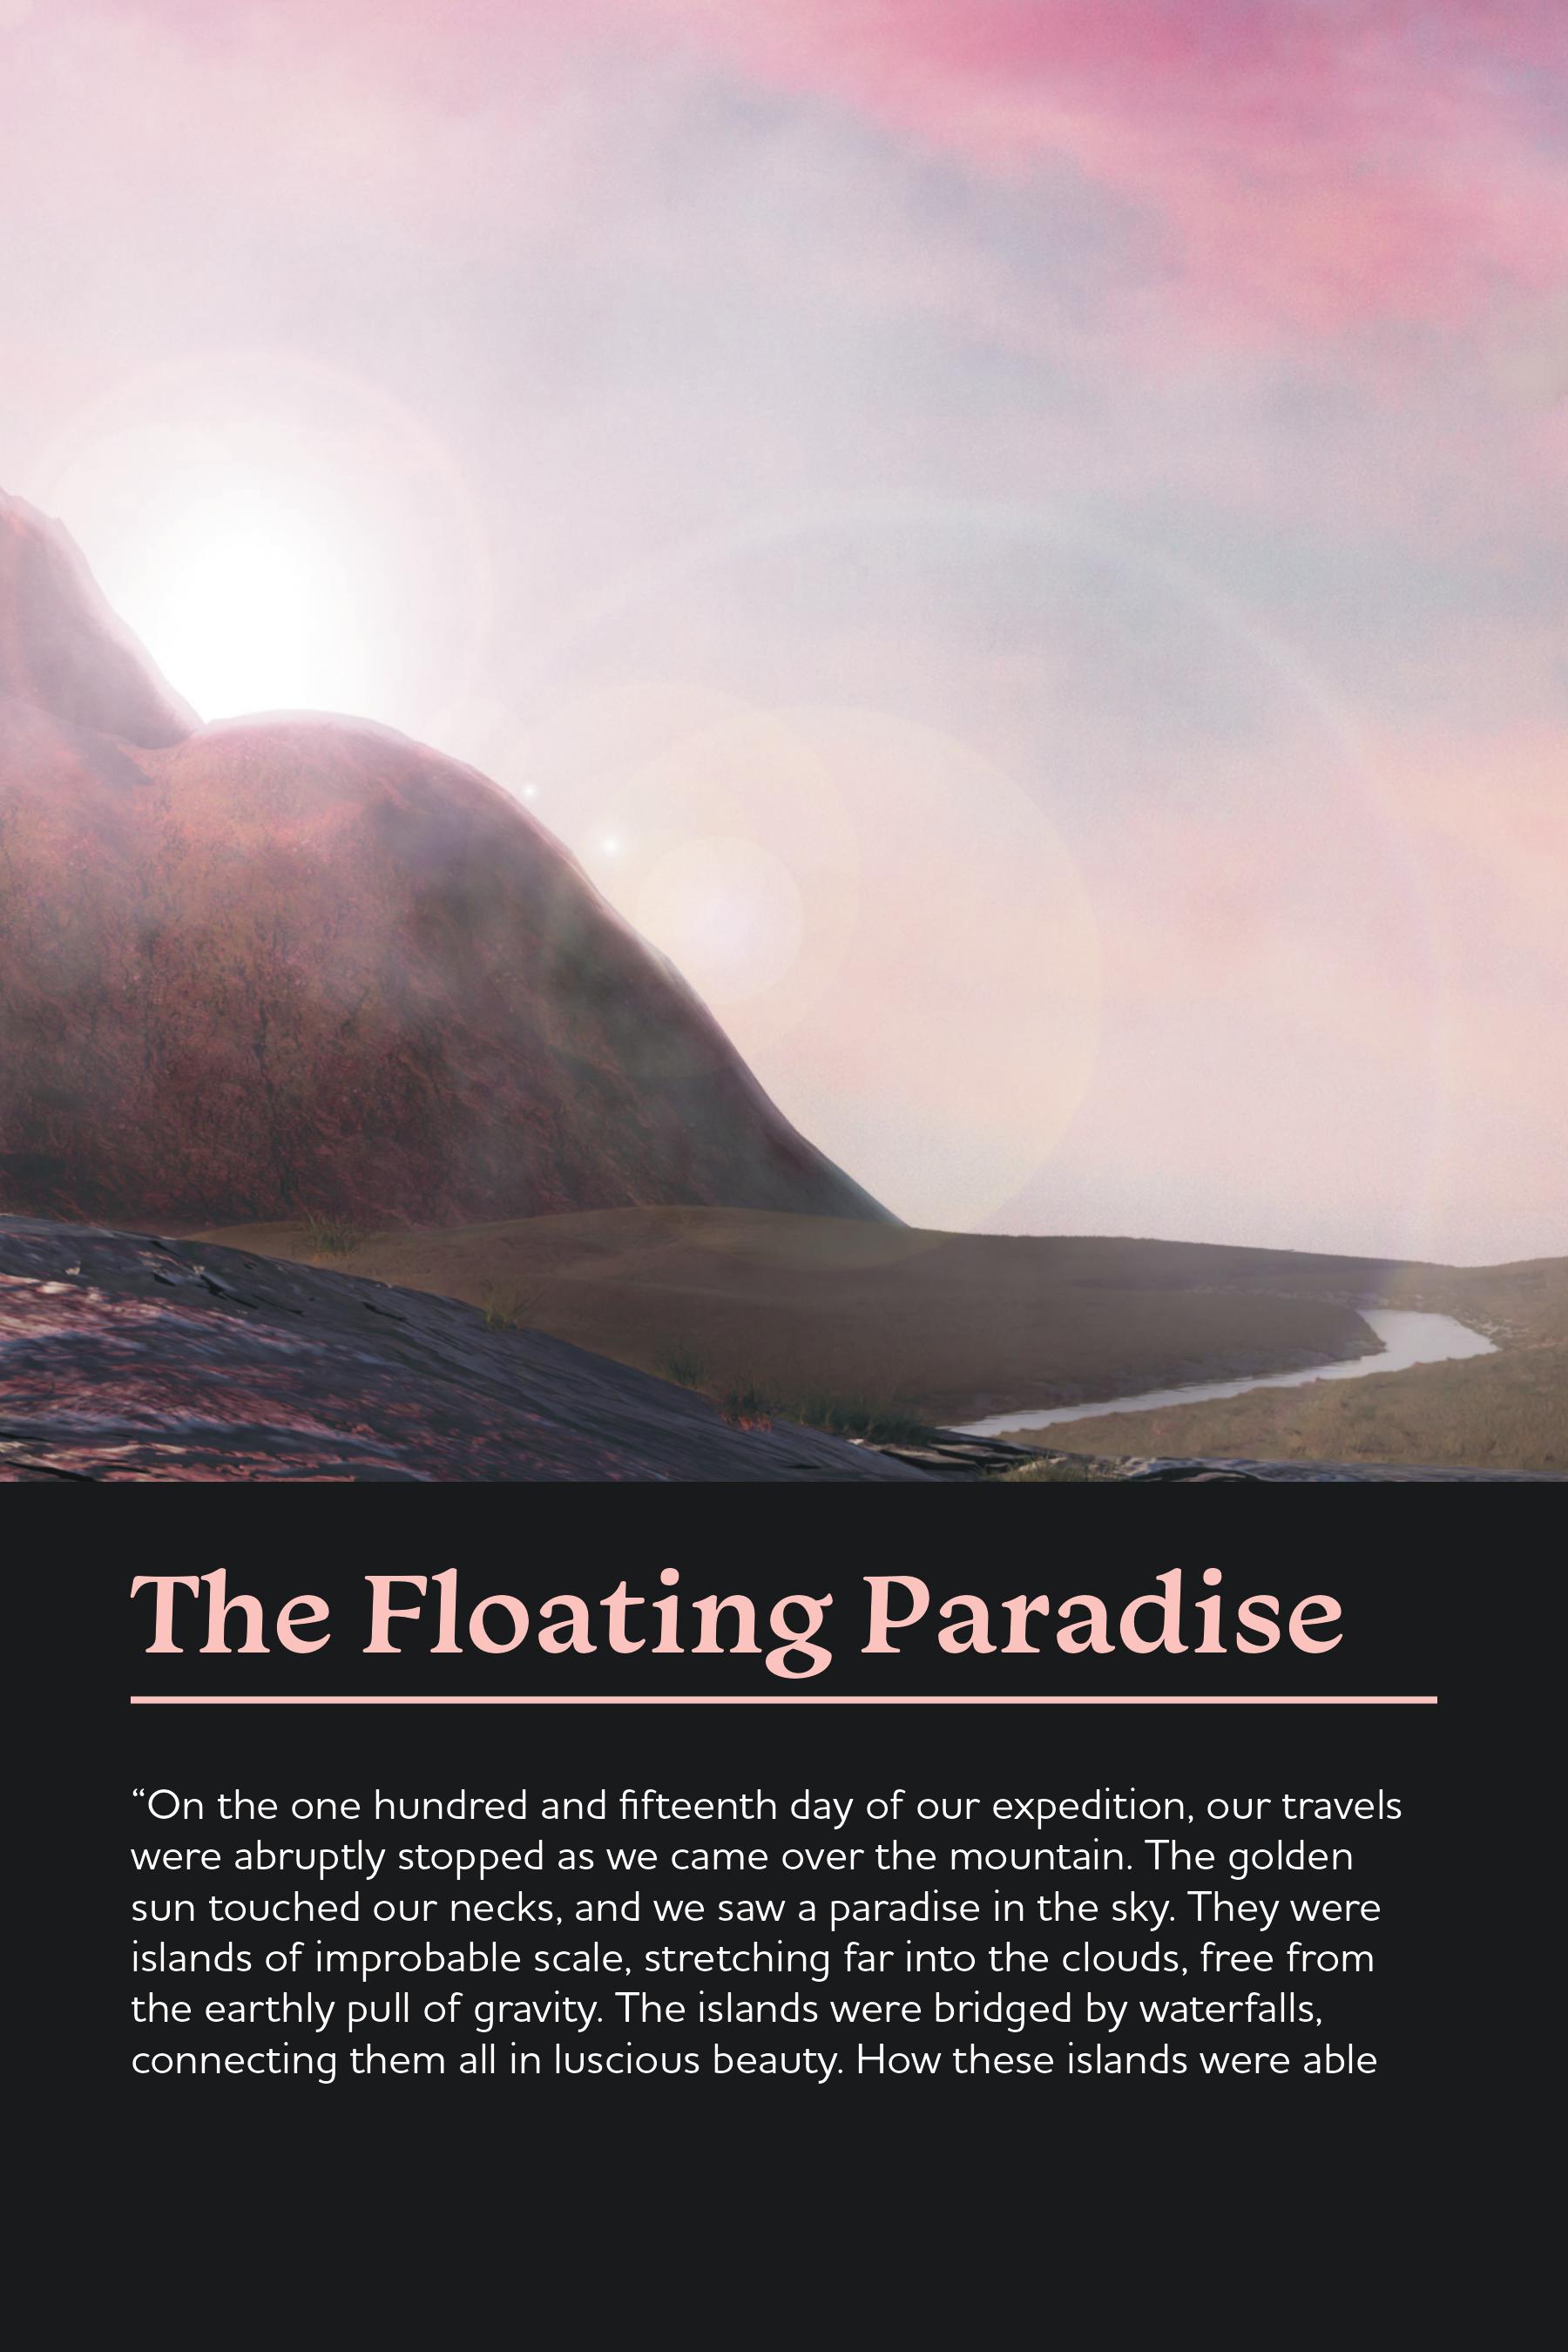 The Floating Paradise
“On the one hundred and fifteenth day of our expedition, our travels
were abruptly stopped as we came over the mountain. The golden
sun touched our necks, and we saw a paradise in the sky. They were
islands of improbable scale, stretching far into the clouds, free from
the earthly pull of gravity. The islands were bridged by waterfalls,
connecting them all in luscious beauty. How these islands were able